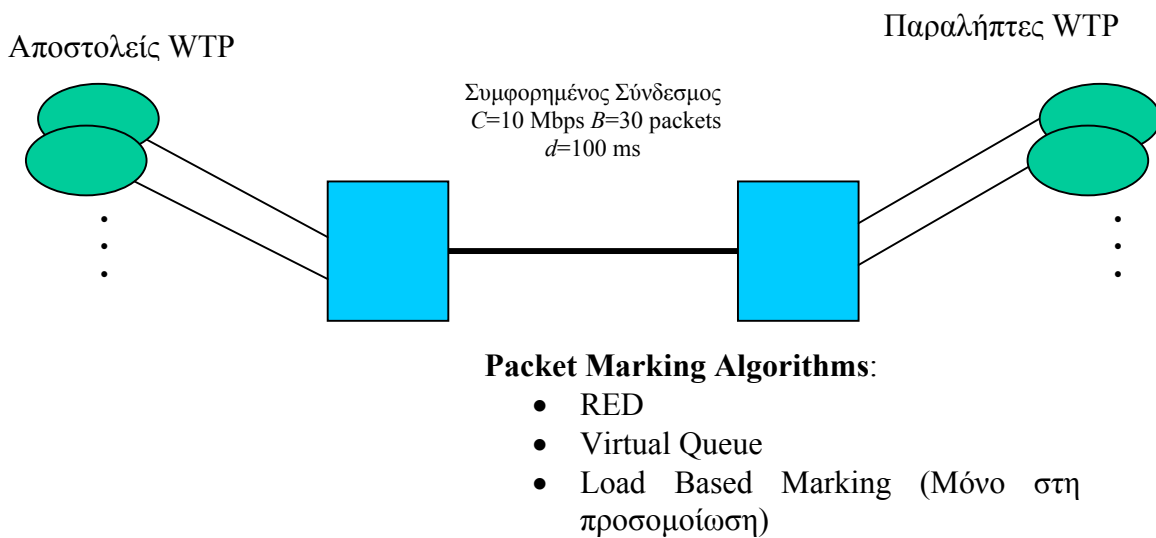 Αποστολείς WTP
Παραλήπτες WTP
Συμφορημένος Σύνδεσμος
C=10 Mbps B=30 packets
d=100 ms
Packet Marking Algorithms:
• RED
• Virtual Queue
• Load Based Marking (Μόνο στη
προσομοίωση)